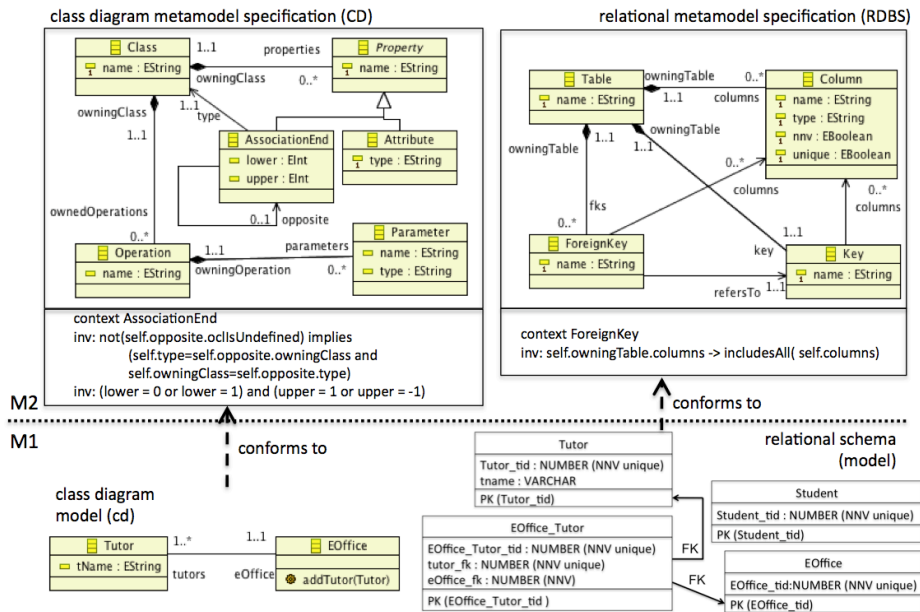 class diagram metamodel specification (CD)
relational metamodel specification (RDBS)
Class
name : EString
1..1
properties
owningClass
0..*
Property
name : EString
owningClass
1..1
1..1
type
AssociationEnd
lower : EInt
upper : EInt
Attribute
type : EString
0..1
opposite
ownedOperations
0..*
Operation
name : EString
1..1
owningOperation
parameters
0..*
Parameter
name : EString
type : EString
Table
name : EString
owningTable
1..1
0..*
columns
Column
name : EString
type : EString
nnv : EBoolean
unique : EBoolean
owningTable
1..1
owningTable
1..1
0..*
columns
0..*
columns
fks
0..*
ForeignKey
name : EString
1..1
key
Key
name : EString
refersTo
1..1
context AssociationEnd
inv: not(self.opposite.oclIsUndefined) implies
(self.type=self.opposite.owningClass and
self.owningClass=self.opposite.type)
inv: (lower = 0 or lower = 1) and (upper = 1 or upper = -1)
context ForeignKey
inv: self.owningTable.columns -> includesAll( self.columns)
M2
M1
conforms to
conforms to
class diagram
model (cd)
Tutor
tName : EString
1..*
tutors
1..1
eOffice
EOffice
addTutor(Tutor)
relational schema
(model)
Tutor
Tutor_tid : NUMBER (NNV unique)
tname : VARCHAR
PK (Tutor_tid)
EOffice_Tutor
EOffice_Tutor_tid : NUMBER (NNV unique)
tutor_fk : NUMBER (NNV unique)
eOffice_fk : NUMBER (NNV)
PK (EOffice_Tutor_tid )
FK
FK
Student
Student_tid : NUMBER (NNV unique)
PK (Student_tid)
EOffice
EOffice_tid:NUMBER (NNV unique)
PK (EOffice_tid)